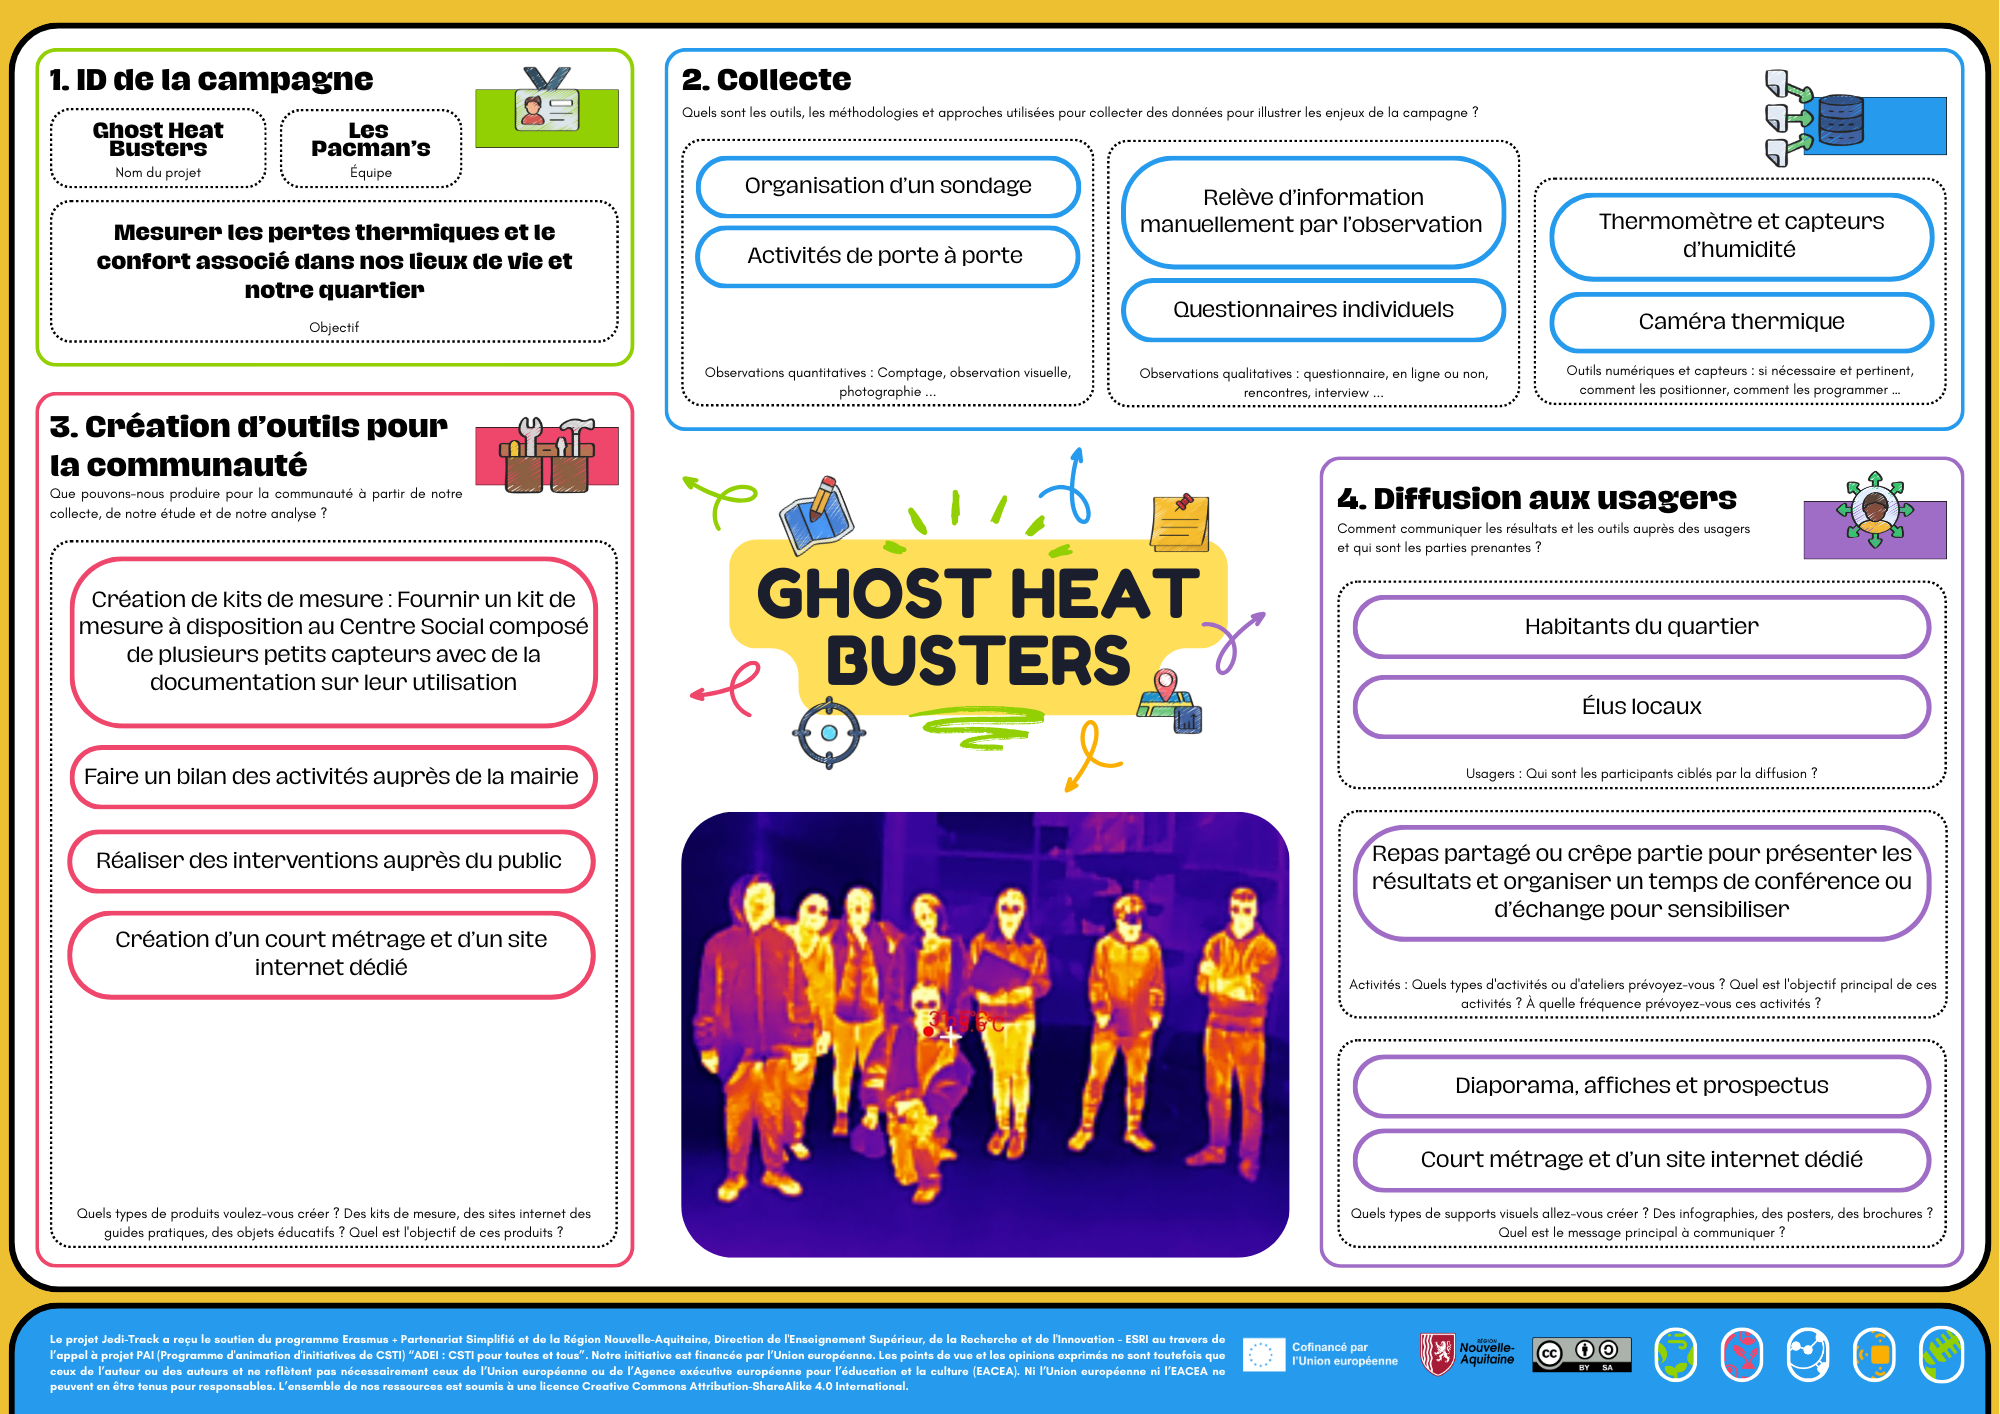 1. ID de la campagne
Ghost Heat
Busters
Nom du projet
Les
Pacman's
Équipe
Mesurer les pertes thermiques et le
confort associé dans nos lieux de vie et
notre quartier
Objectif
2. Collecte
Quels sont les outils, les méthodologies et approches utilisées pour collecter des données pour illustrer les enjeux de la campagne ?
Organisation d'un sondage
Activités de porte à porte
Observations quantitatives : Comptage, observation visuelle,
photographie ...
Relève d'information
manuellement par l'observation
Questionnaires individuels
Observations qualitatives : questionnaire, en ligne ou non,
rencontres, interview ...
Thermomètre et capteurs
d'humidité
Caméra thermique
Outils numériques et capteurs : si nécessaire et pertinent,
comment les positionner, comment les programmer ...
3. Création d'outils pour
la communauté
Que pouvons-nous produire pour la communauté à partir de notre
collecte, de notre étude et de notre analyse ?
Création de kits de mesure : Fournir un kit de
mesure à disposition au Centre Social composé
de plusieurs petits capteurs avec de la
documentation sur leur utilisation
Faire un bilan des activités auprès de la mairie
Réaliser des interventions auprès du public
Création d'un court métrage et d'un site
internet dédié
Quels types de produits voulez-vous créer ? Des kits de mesure, des sites internet des
guides pratiques, des objets éducatifs ? Quel est l'objectif de ces produits ?
GHOST HEAT
BUSTERS
4. Diffusion aux usagers
Comment communiquer les résultats et les outils auprès des usagers
et qui sont les parties prenantes ?
Habitants du quartier
Élus locaux
Usagers : Qui sont les participants ciblés par la diffusion ?
Repas partagé ou crêpe partie pour présenter les
résultats et organiser un temps de conférence ou
d'échange pour sensibiliser
Activités : Quels types d'activités ou d'ateliers prévoyez-vous ? Quel est l'objectif principal de ces
activités ? À quelle fréquence prévoyez-vous ces activités ?
Diaporama, affiches et prospectus
Court métrage et d'un site internet dédié
Quels types de supports visuels allez-vous créer ? Des infographies, des posters, des brochures ?
Quel est le message principal à communiquer ?
Le projet Jedi-Track a reçu le soutien du programme Erasmus + Partenariat Simplifié et de la Région Nouvelle-Aquitaine, Direction de l'Enseignement Supérieur, de la Recherche et de l'Innovation - ESRI au travers de
l'appel à projet PAI (Programme d'animation d'initiatives de CSTI) "ADEI : CSTI pour toutes et tous". Notre initiative est financée par l'Union européenne. Les points de vue et les opinions exprimés ne sont toutefois que
ceux de l'auteur ou des auteurs et ne reflètent pas nécessairement ceux de l'Union européenne ou de l'Agence exécutive européenne pour l'éducation et la culture (EACEA). Ni l'Union européenne ni l'EACEA ne
peuvent en être tenus pour responsables. L'ensemble de nos ressources est soumis à une licence Creative Commons Attribution-ShareAlike 4.0 International.
Cofinancé par
l'Union européenne
RÉGION
Nouvelle-
Aquitaine
cc
BY SA